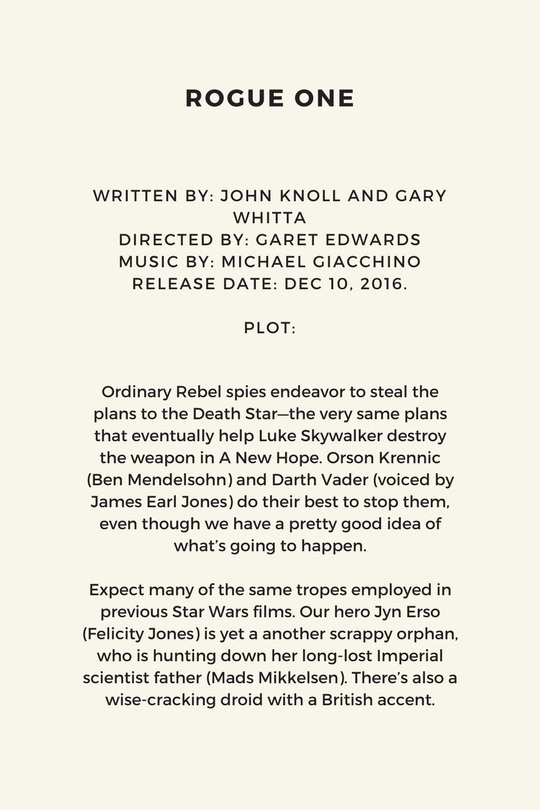 ROGUE ONE
WRITTEN BY: JOHN KNOLL AND GARY
WHITTA
DIRECTED BY: GARET EDWARDS
MUSIC BY: MICHAEL GIACCHINO
RELEASE DATE: DEC 10, 2016.
PLOT:
Ordinary Rebel spies endeavor to steal the
plans to the Death Star—the very same plans
that eventually help Luke Skywalker destroy
the weapon in A New Hope. Orson Krennic
(Ben Mendelsohn) and Darth Vader (voiced by
James Earl Jones) do their best to stop them,
even though we have a pretty good idea of
what’s going to happen.
Expect many of the same tropes employed in
previous Star Wars films. Our hero Jyn Erso
(Felicity Jones) is yet a another scrappy orphan,
who is hunting down her long-lost Imperial
scientist father (Mads Mikkelsen). There’s also a
wise-cracking droid with a British accent.